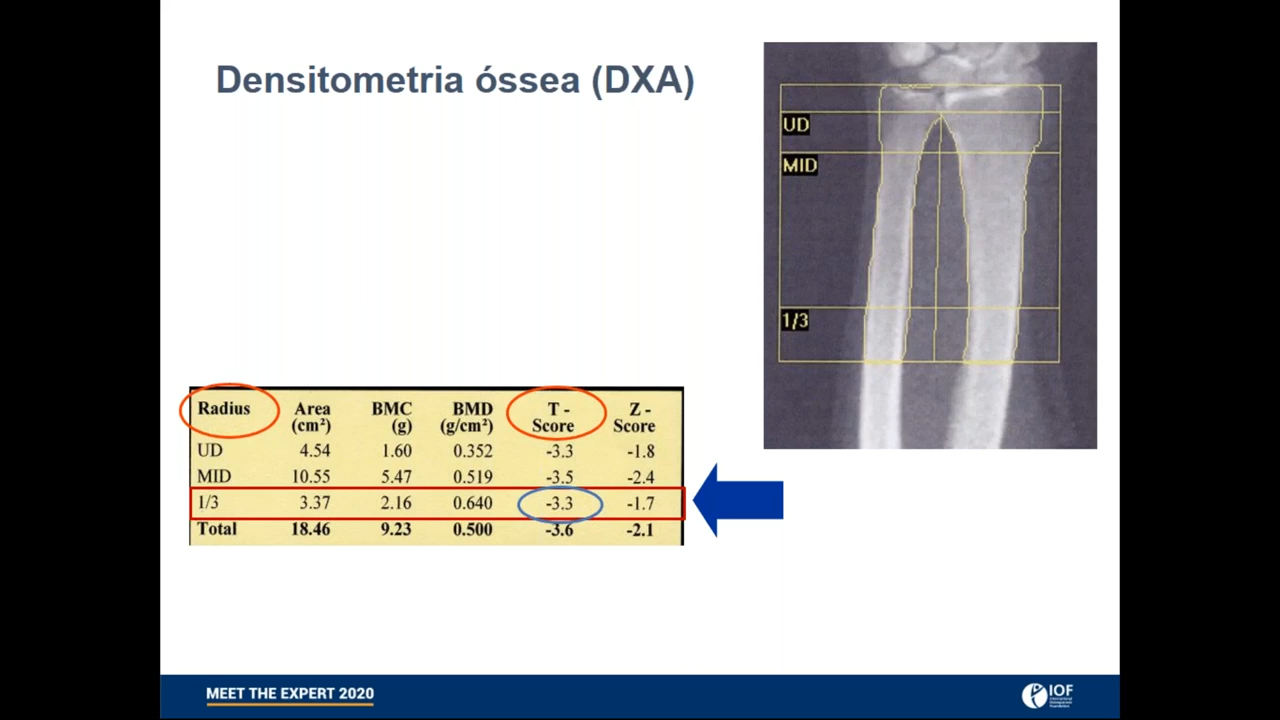 Densitometria óssea (DXA)
UD
MID
1/3
Radius Area (cm²) BMC (g) BMD (g/cm²) T - Score Z - Score
UD 4.54 1.60 0.352 -3.3 -1.8
MID 10.55 5.47 0.519 -3.5 -2.4
1/3 3.37 2.16 0.640 -3.3 -1.7
Total 18.46 9.23 0.500 -3.6 -2.1
MEET THE EXPERT 2020
IOF
International
Osteoporosis
Foundation